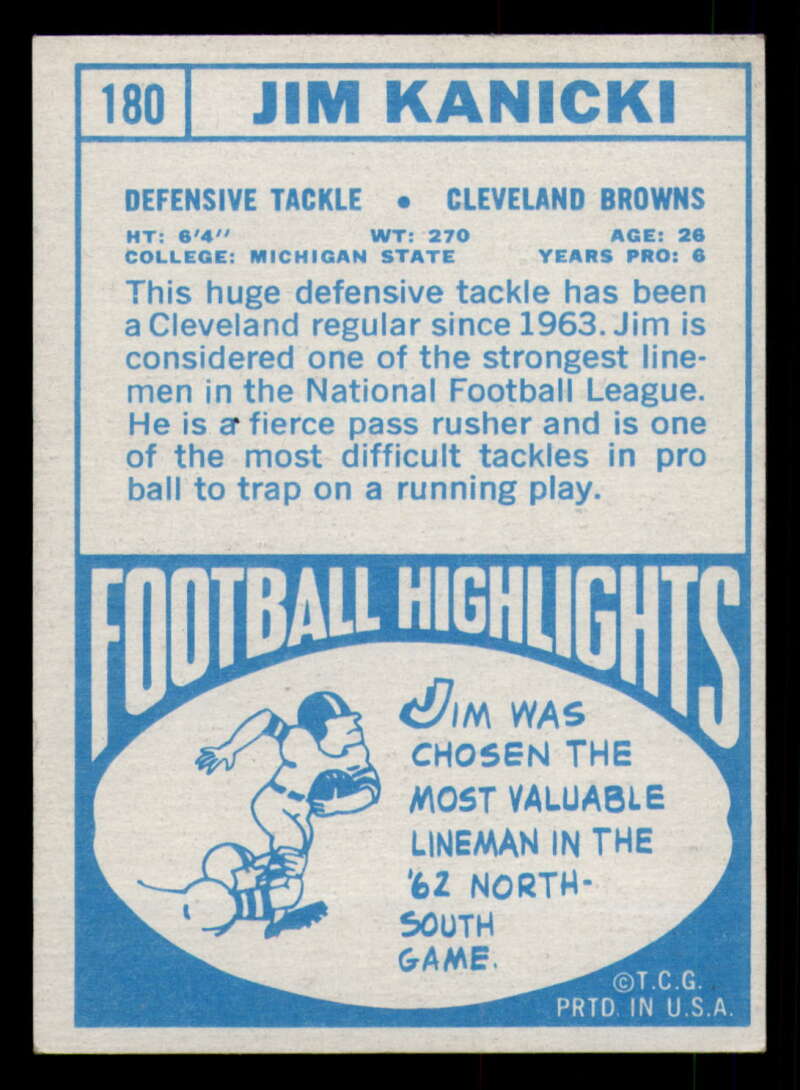 180 JIM KANICKI
DEFENSIVE TACKLE • CLEVELAND BROWNS
HT: 6'4" WT: 270 AGE: 26
COLLEGE: MICHIGAN STATE YEARS PRO: 6
This huge defensive tackle has been
a Cleveland regular since 1963. Jim is
considered one of the strongest line-
men in the National Football League.
He is a fierce pass rusher and is one
of the most difficult tackles in pro
ball to trap on a running play.
FOOTBALL HIGHLIGHTS
JIM WAS
CHOSEN THE
MOST VALUABLE
LINEMAN IN THE
'62 NORTH-
SOUTH
GAME.
©T.C.G.
PRTD. IN U.S.A.